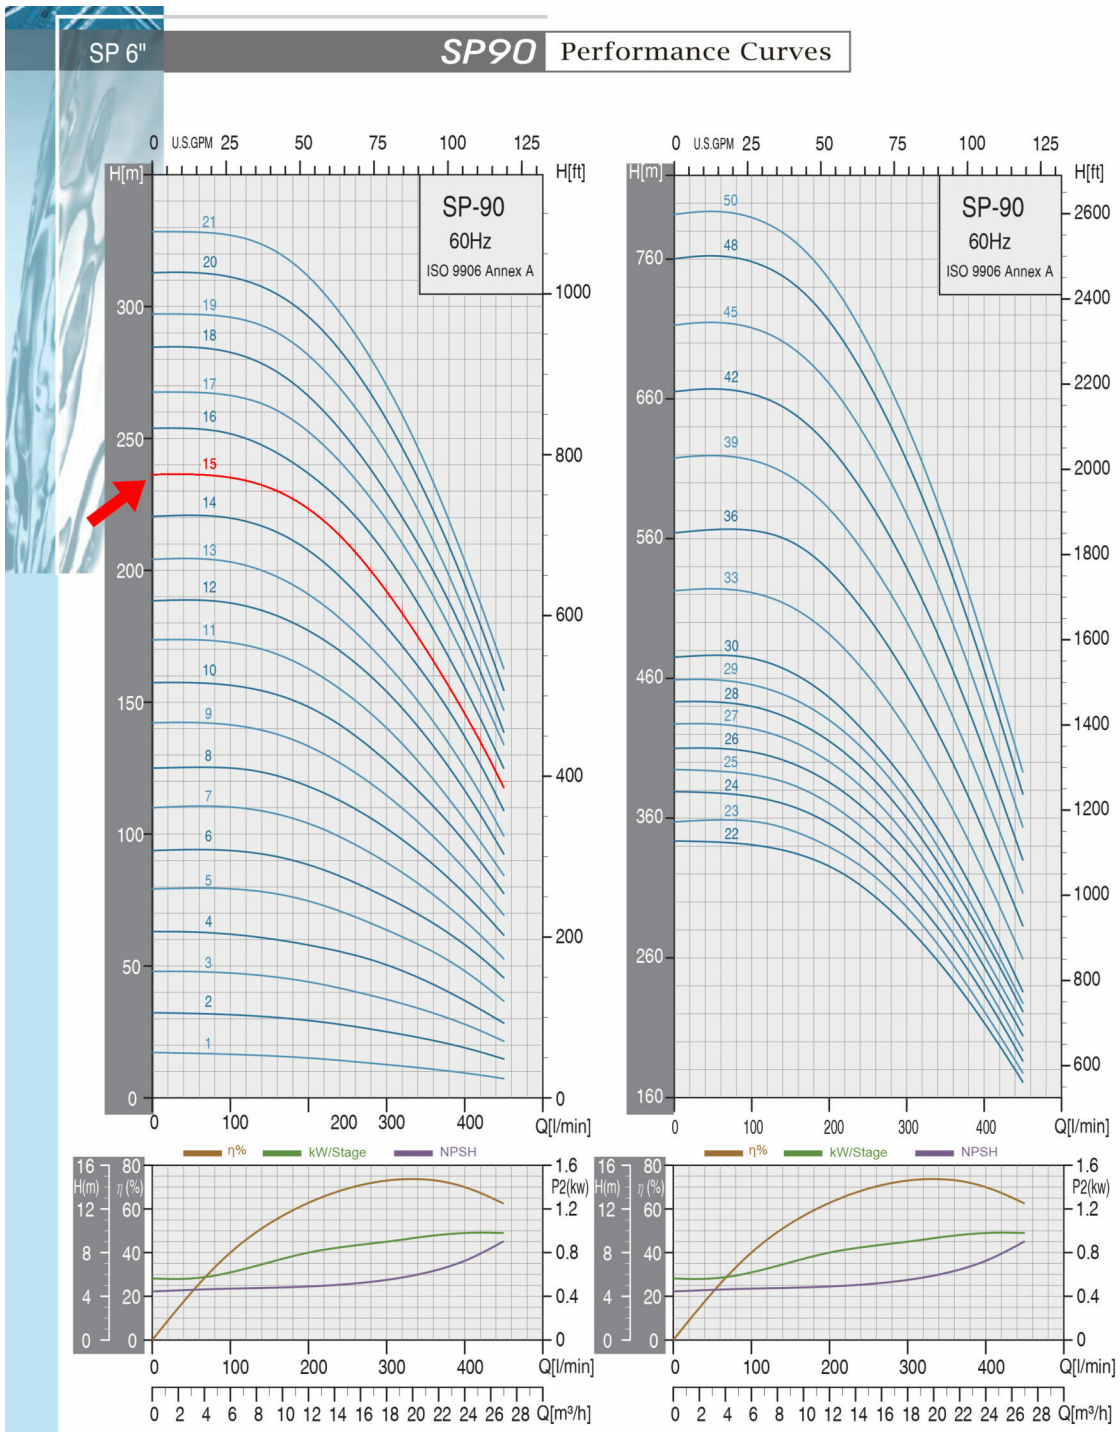 SP 6"
SP90 Performance Curves
0 U.S.GPM 25 50 75 100 125
H[m] H[ft]
SP-90
60Hz
ISO 9906 Annex A
21
20
19
18
17
16
15
14
13
12
11
10
9
8
7
6
5
4
3
2
1
300
250
200
150
100
50
0
1000
800
600
400
200
0
0 100 200 300 400 Q[l/min]
η% kW/Stage NPSH
16 80 1.6
H(m) η (%) P2(kw)
12 60 1.2
8 40 0.8
4 20 0.4
0 0 0
0 100 200 300 400 Q[l/min]
0 2 4 6 8 10 12 14 16 18 20 22 24 26 28 Q[m³/h]
0 U.S.GPM 25 50 75 100 125
H[m] H[ft]
SP-90
60Hz
ISO 9906 Annex A
50
48
45
42
39
36
33
30
29
28
27
26
25
24
23
22
760
660
560
460
360
260
160
2600
2400
2200
2000
1800
1600
1400
1200
1000
800
600
0 100 200 300 400 Q[l/min]
η% kW/Stage NPSH
16 80 1.6
H(m) η (%) P2(kw)
12 60 1.2
8 40 0.8
4 20 0.4
0 0 0
0 100 200 300 400 Q[l/min]
0 2 4 6 8 10 12 14 16 18 20 22 24 26 28 Q[m³/h]